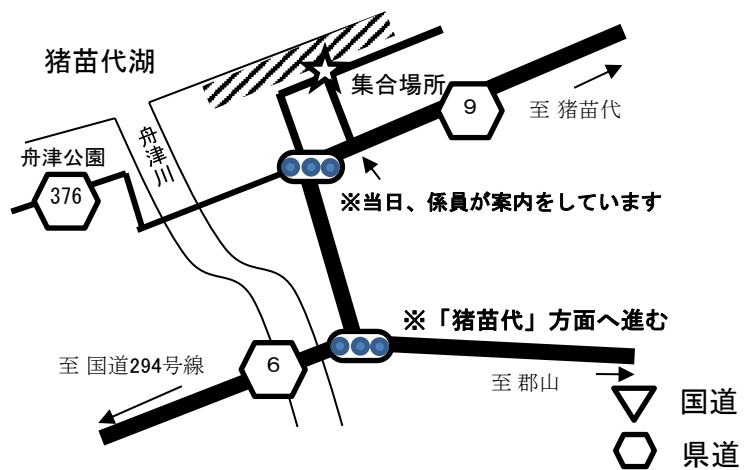 猪苗代湖
集合場所
9
至 猪苗代
舟津川
舟津公園
376
※当日、係員が案内をしています
※「猪苗代」方面へ進む
至 国道294号線
6
至 郡山
国道
県道